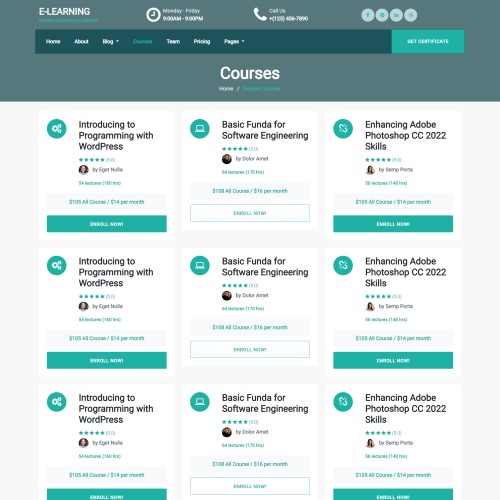 E-LEARNING
ONLINE EDUCATION & LEARNING
Monday - Friday
9:00AM - 9:00PM
Call Us
+(123) 456-7890
Home About Blog Courses Team Pricing Pages
GET CERTIFICATE
Courses
Home / Explore Courses
Introducing to
Programming with
WordPress
(5.0)
by Eget Nulla
54 lectures (160 hrs)
$105 All Course / $14 per month
ENROLL NOW!
Basic Funda for
Software Engineering
(5.0)
by Dolor Amet
64 lectures (170 hrs)
$108 All Course / $16 per month
ENROLL NOW!
Enhancing Adobe
Photoshop CC 2022
Skills
(5.0)
by Semp Porta
56 lectures (140 hrs)
$105 All Course / $14 per month
ENROLL NOW!
Introducing to
Programming with
WordPress
(5.0)
by Eget Nulla
54 lectures (160 hrs)
$105 All Course / $14 per month
ENROLL NOW!
Basic Funda for
Software Engineering
(5.0)
by Dolor Amet
64 lectures (170 hrs)
$108 All Course / $16 per month
ENROLL NOW!
Enhancing Adobe
Photoshop CC 2022
Skills
(5.0)
by Semp Porta
56 lectures (140 hrs)
$105 All Course / $14 per month
ENROLL NOW!
Introducing to
Programming with
WordPress
(5.0)
by Eget Nulla
54 lectures (160 hrs)
$105 All Course / $14 per month
ENROLL NOW!
Basic Funda for
Software Engineering
(5.0)
by Dolor Amet
64 lectures (170 hrs)
$108 All Course / $16 per month
ENROLL NOW!
Enhancing Adobe
Photoshop CC 2022
Skills
(5.0)
by Semp Porta
56 lectures (140 hrs)
$105 All Course / $14 per month
ENROLL NOW!